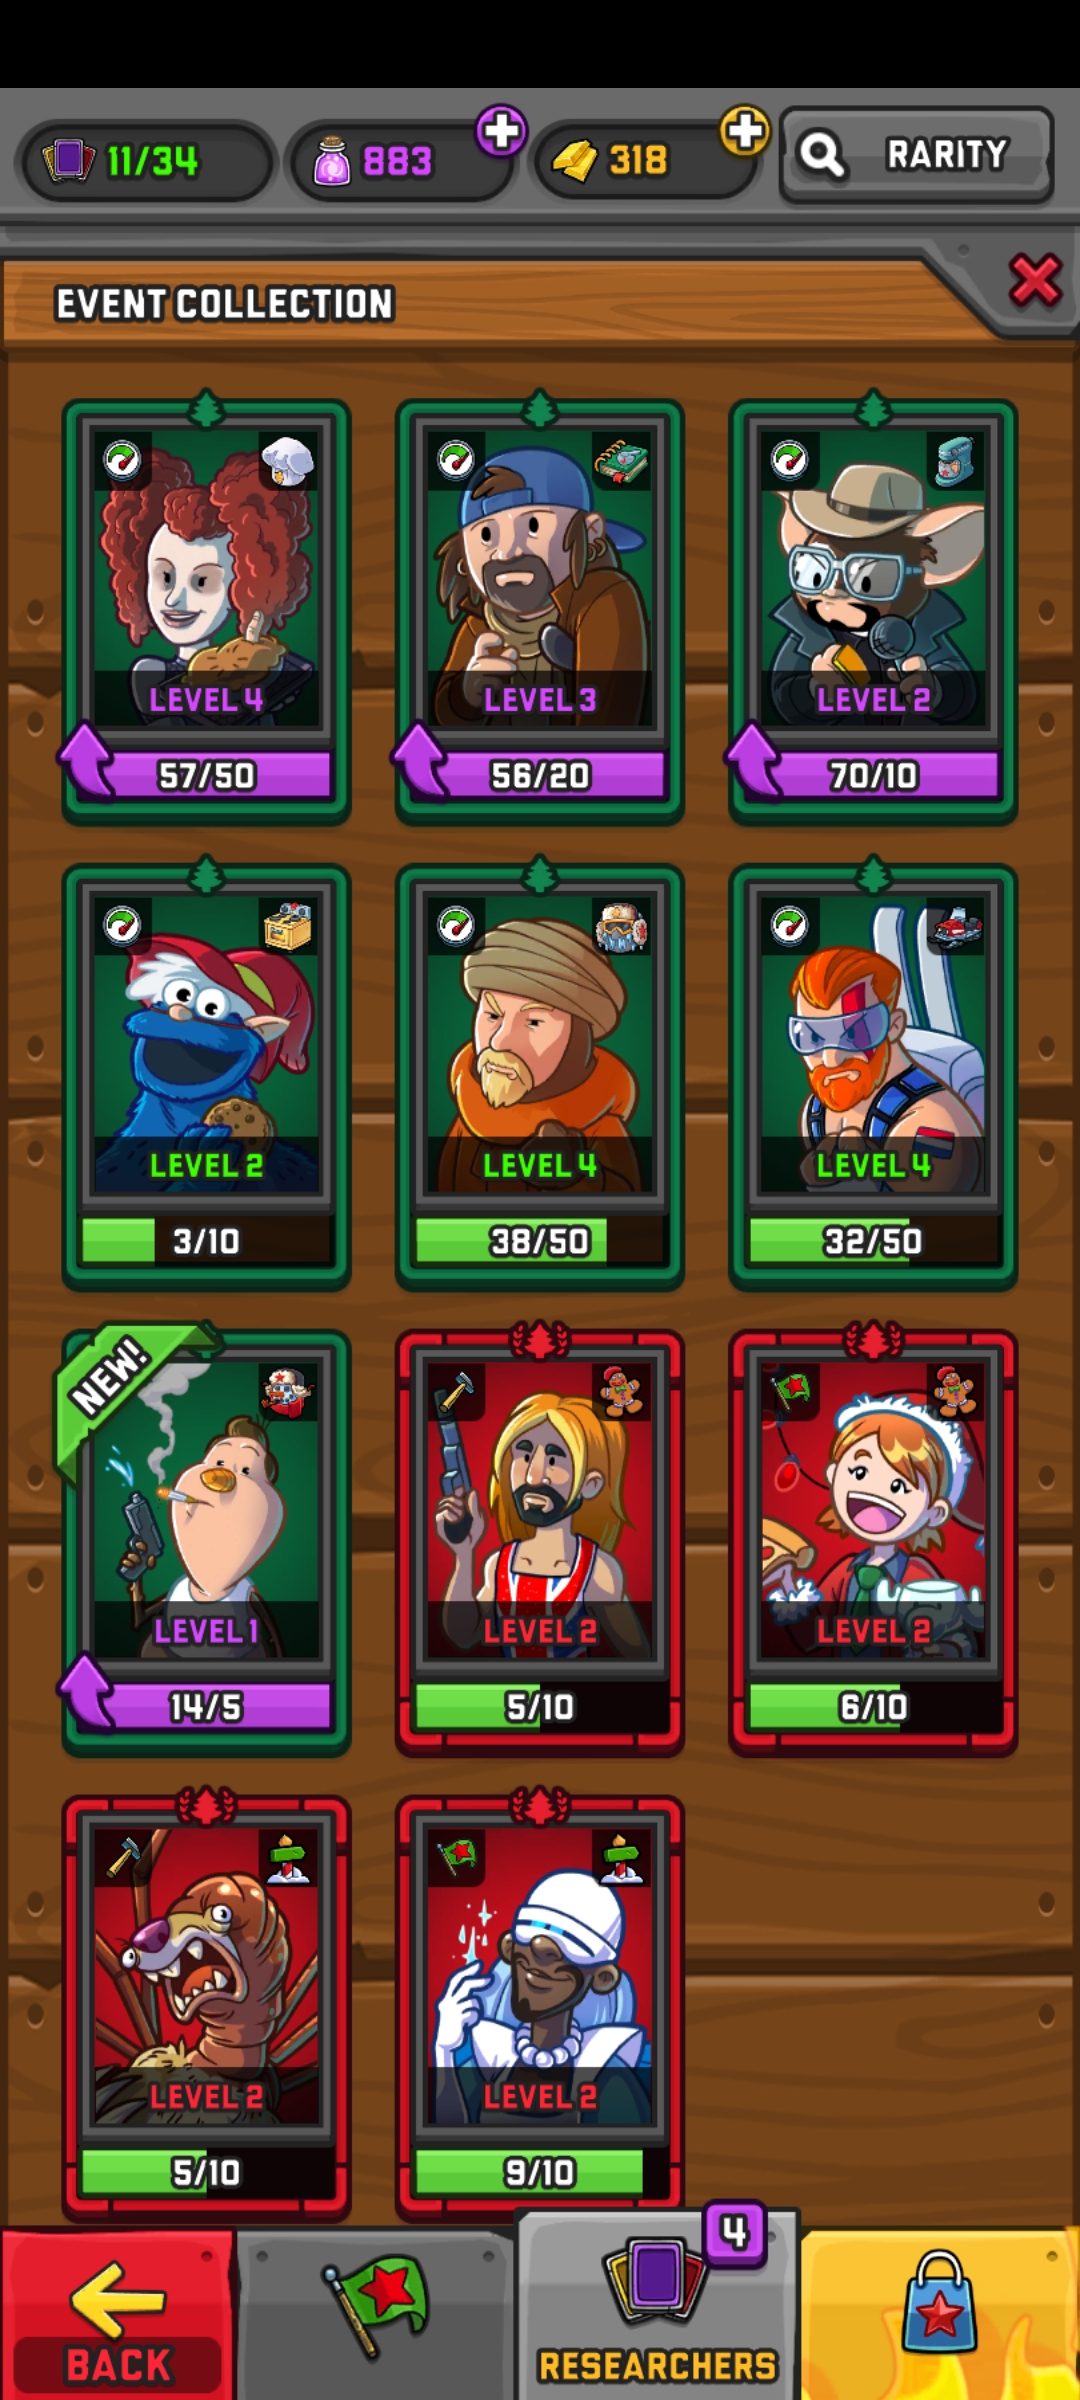 11/34
883
318
RARITY
EVENT COLLECTION
LEVEL 4
LEVEL 3
LEVEL 2
57/50
56/20
70/10
LEVEL 2
LEVEL 4
LEVEL 4
3/10
38/50
32/50
NEW!
LEVEL 1
LEVEL 2
LEVEL 2
14/5
5/10
6/10
LEVEL 2
LEVEL 2
5/10
9/10
4
BACK
RESEARCHERS